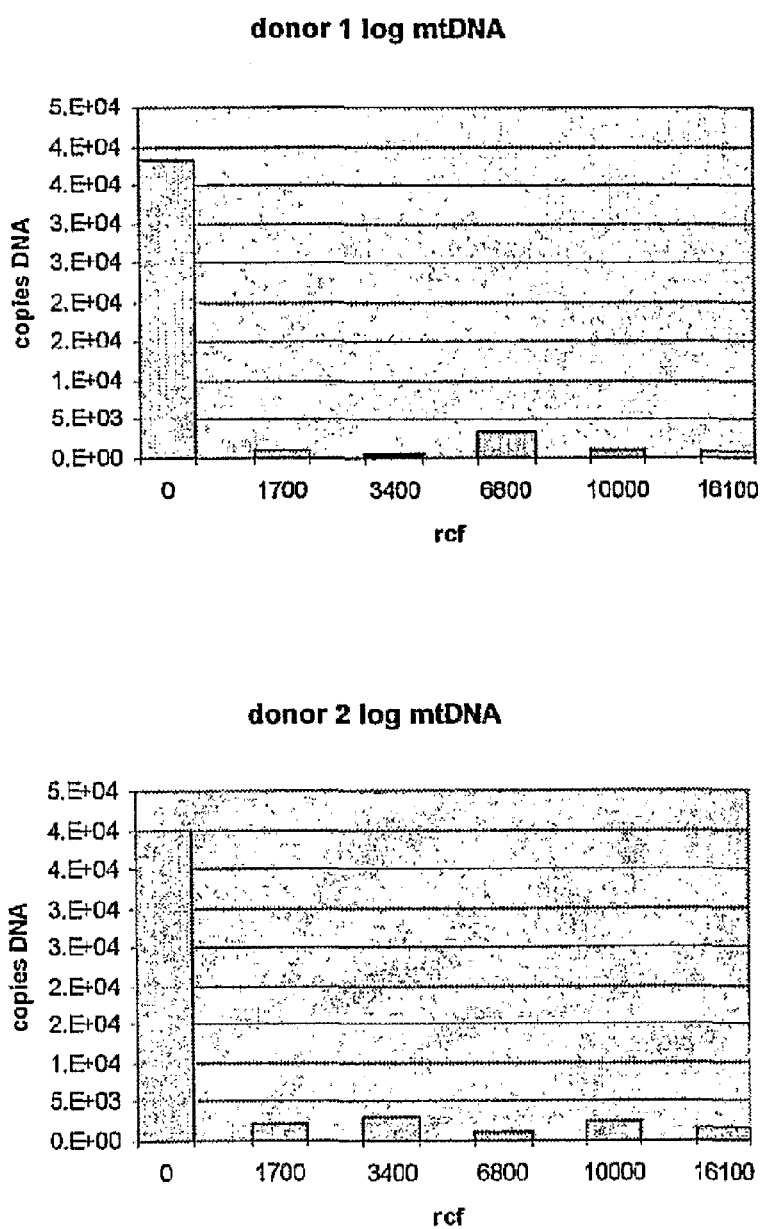 donor 1 log mtDNA
5.E+04
4.E+04
4.E+04
3.E+04
3.E+04
2.E+04
2.E+04
1.E+04
5.E+03
0.E+00
copies DNA
0 1700 3400 6800 10000 16100
rcf
donor 2 log mtDNA
5.E+04
4.E+04
4.E+04
3.E+04
3.E+04
2.E+04
2.E+04
1.E+04
5.E+03
0.E+00
copies DNA
0 1700 3400 6800 10000 16100
rcf